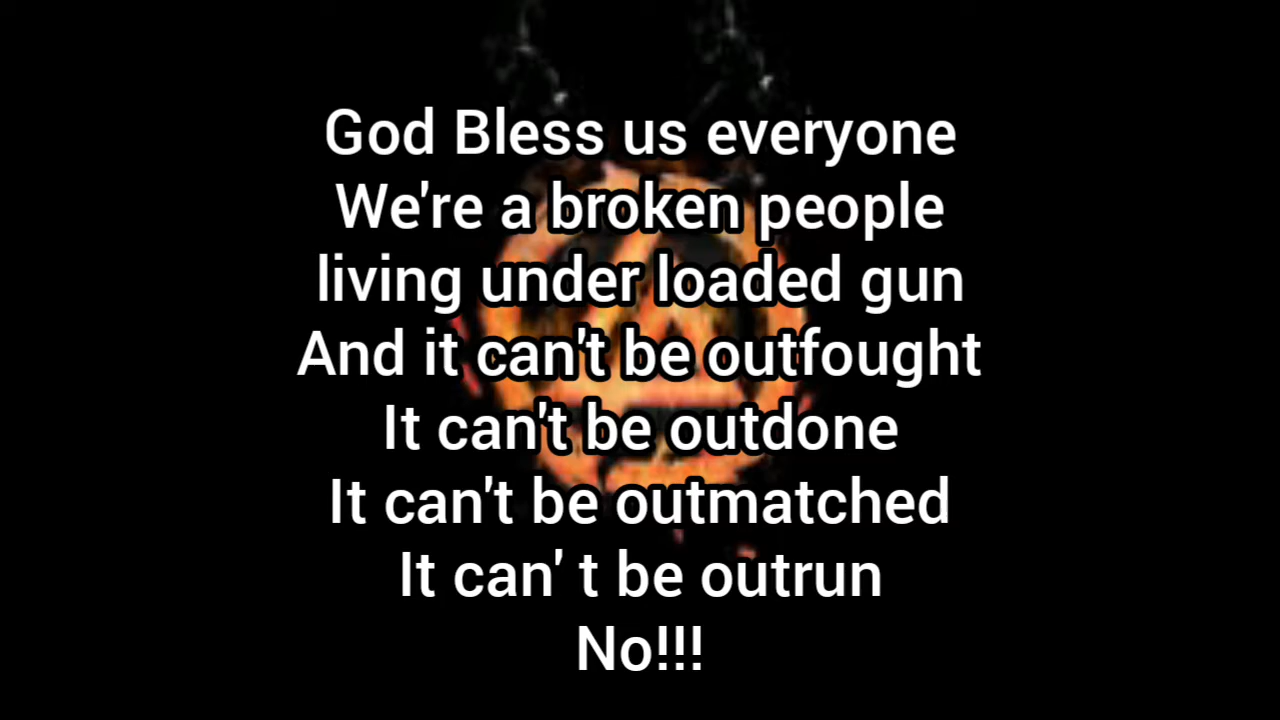 God Bless us everyone
We're a broken people
living under loaded gun
And it can't be outfought
It can't be outdone
It can't be outmatched
It can' t be outrun
No!!!